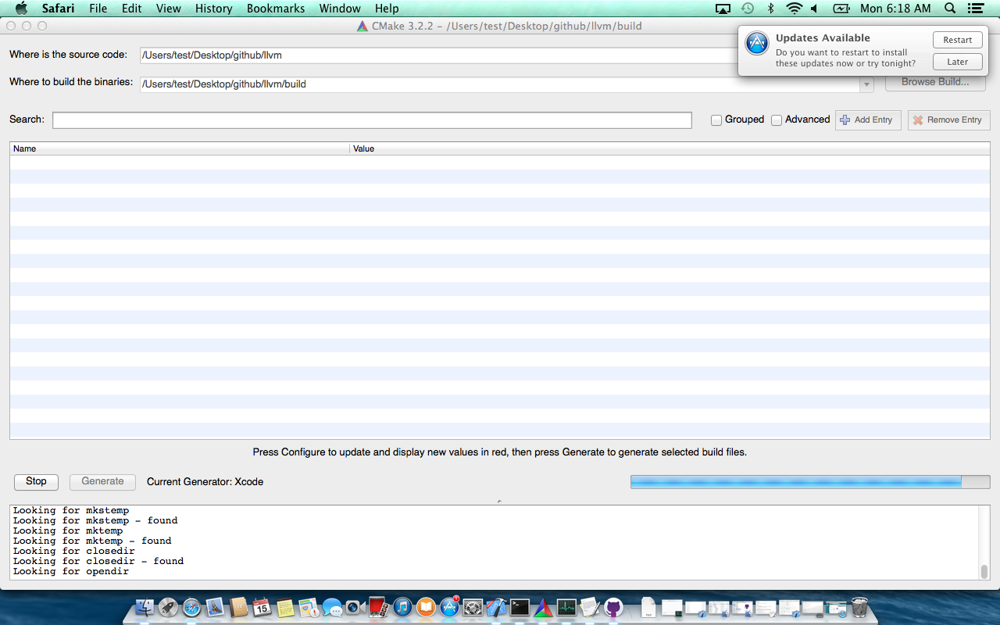 Safari File Edit View History Bookmarks Window Help Mon 6:18 AM
CMake 3.2.2 - /Users/test/Desktop/github/llvm/build
Updates Available
Do you want to restart to install
these updates now or try tonight?
Restart
Later
Where is the source code: /Users/test/Desktop/github/llvm
Where to build the binaries: /Users/test/Desktop/github/llvm/build Browse Build...
Search: Grouped Advanced Add Entry Remove Entry
Name Value
Press Configure to update and display new values in red, then press Generate to generate selected build files.
Stop Generate Current Generator: Xcode
Looking for mkstemp
Looking for mkstemp - found
Looking for mktemp
Looking for mktemp - found
Looking for closedir
Looking for closedir - found
Looking for opendir
15